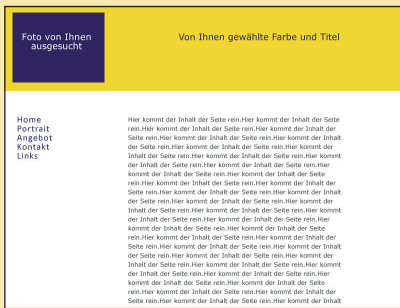 Foto von Ihnen
ausgesucht
Von Ihnen gewählte Farbe und Titel
Home
Portrait
Angebot
Kontakt
Links
Hier kommt der Inhalt der Seite rein.Hier kommt der Inhalt der Seite
rein.Hier kommt der Inhalt der Seite rein.Hier kommt der Inhalt der
Seite rein.Hier kommt der Inhalt der Seite rein.Hier kommt der Inhalt
der Seite rein.Hier kommt der Inhalt der Seite rein.Hier kommt der
Inhalt der Seite rein.Hier kommt der Inhalt der Seite rein.Hier kommt
der Inhalt der Seite rein.Hier kommt der Inhalt der Seite rein.Hier
kommt der Inhalt der Seite rein.Hier kommt der Inhalt der Seite
rein.Hier kommt der Inhalt der Seite rein.Hier kommt der Inhalt der
Seite rein.Hier kommt der Inhalt der Seite rein.Hier kommt der Inhalt
der Seite rein.Hier kommt der Inhalt der Seite rein.Hier kommt der
Inhalt der Seite rein.Hier kommt der Inhalt der Seite rein.Hier kommt
der Inhalt der Seite rein.Hier kommt der Inhalt der Seite rein.Hier
kommt der Inhalt der Seite rein.Hier kommt der Inhalt der Seite
rein.Hier kommt der Inhalt der Seite rein.Hier kommt der Inhalt der
Seite rein.Hier kommt der Inhalt der Seite rein.Hier kommt der Inhalt
der Seite rein.Hier kommt der Inhalt der Seite rein.Hier kommt der
Inhalt der Seite rein.Hier kommt der Inhalt der Seite rein.Hier kommt
der Inhalt der Seite rein.Hier kommt der Inhalt der Seite rein.Hier
kommt der Inhalt der Seite rein.Hier kommt der Inhalt der Seite
rein.Hier kommt der Inhalt der Seite rein.Hier kommt der Inhalt der
Seite rein.Hier kommt der Inhalt der Seite rein.Hier kommt der Inhalt